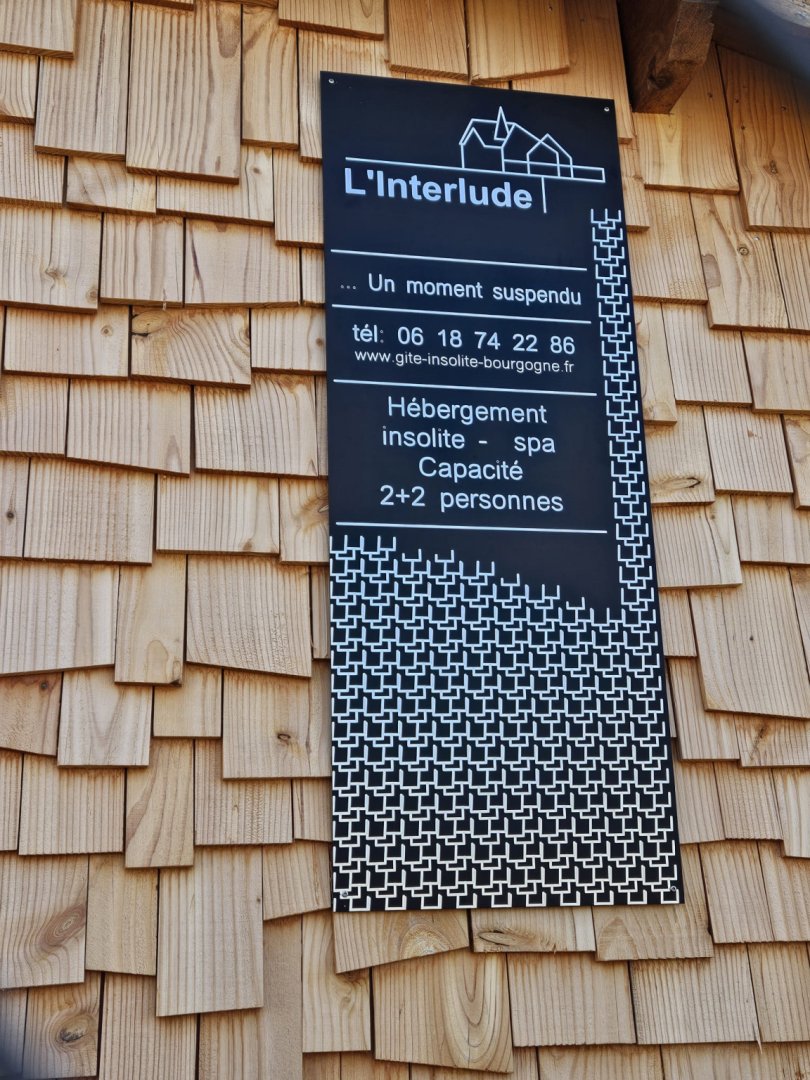 L'Interlude
... Un moment suspendu
tél: 06 18 74 22 86
www.gite-insolite-bourgogne.fr
Hébergement
insolite - spa
Capacité
2+2 personnes